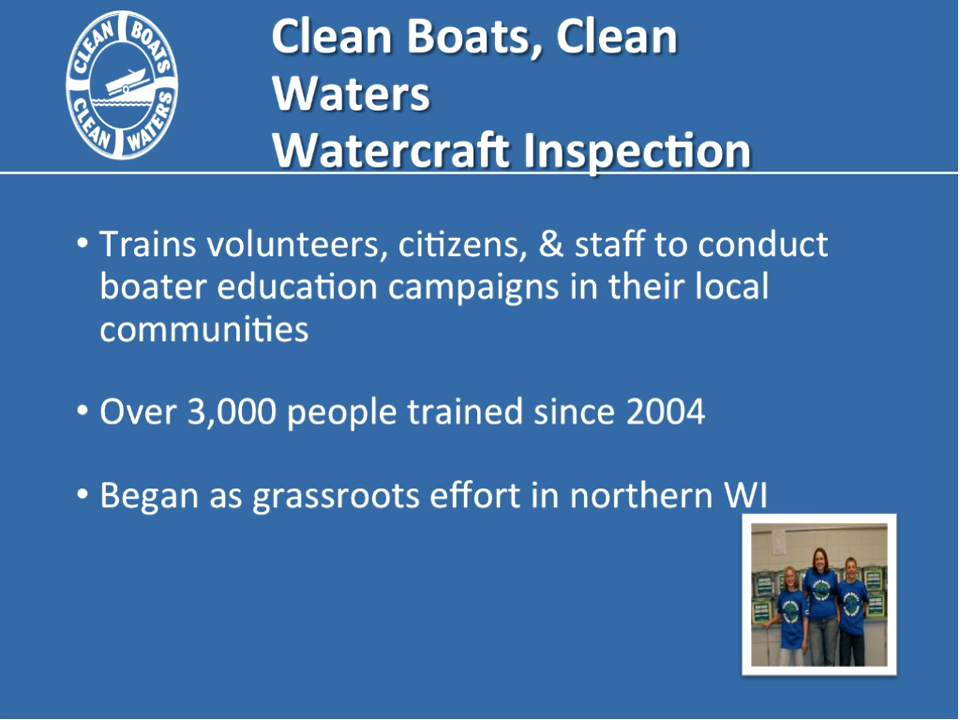 CLEAN BOATS
CLEAN WATERS
Clean Boats, Clean
Waters
Watercraft Inspection
• Trains volunteers, citizens, & staff to conduct
boater education campaigns in their local
communities
• Over 3,000 people trained since 2004
• Began as grassroots effort in northern WI